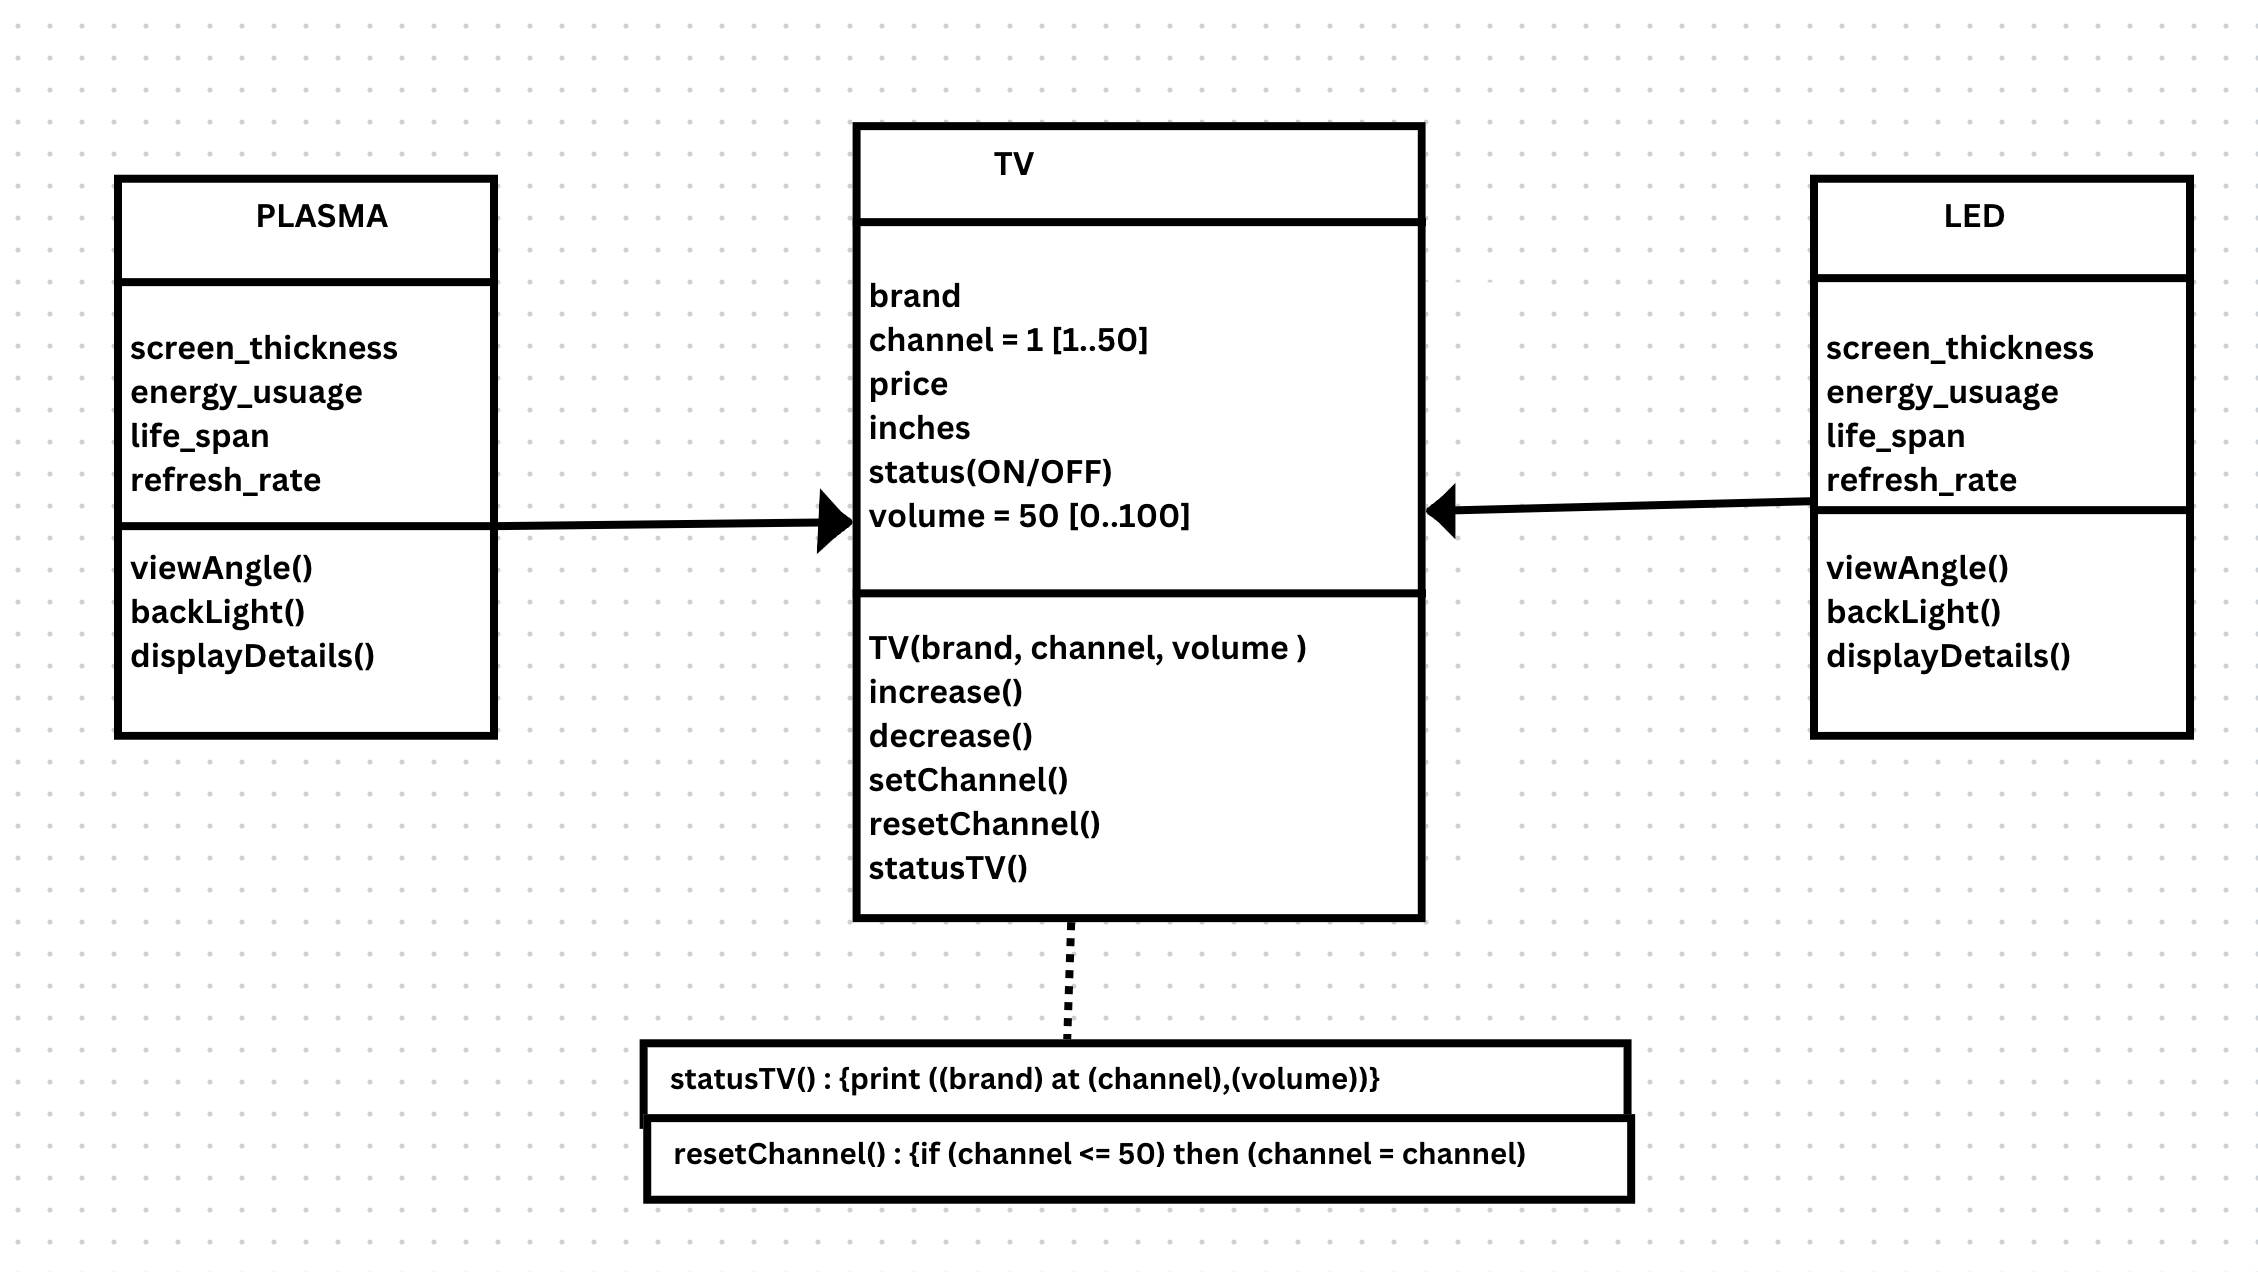 PLASMA
screen_thickness
energy_usuage
life_span
refresh_rate
viewAngle()
backLight()
displayDetails()
TV
brand
channel = 1 [1..50]
price
inches
status(ON/OFF)
volume = 50 [0..100]
TV(brand, channel, volume )
increase()
decrease()
setChannel()
resetChannel()
statusTV()
LED
screen_thickness
energy_usuage
life_span
refresh_rate
viewAngle()
backLight()
displayDetails()
statusTV() : {print ((brand) at (channel),(volume))}
resetChannel() : {if (channel <= 50) then (channel = channel)